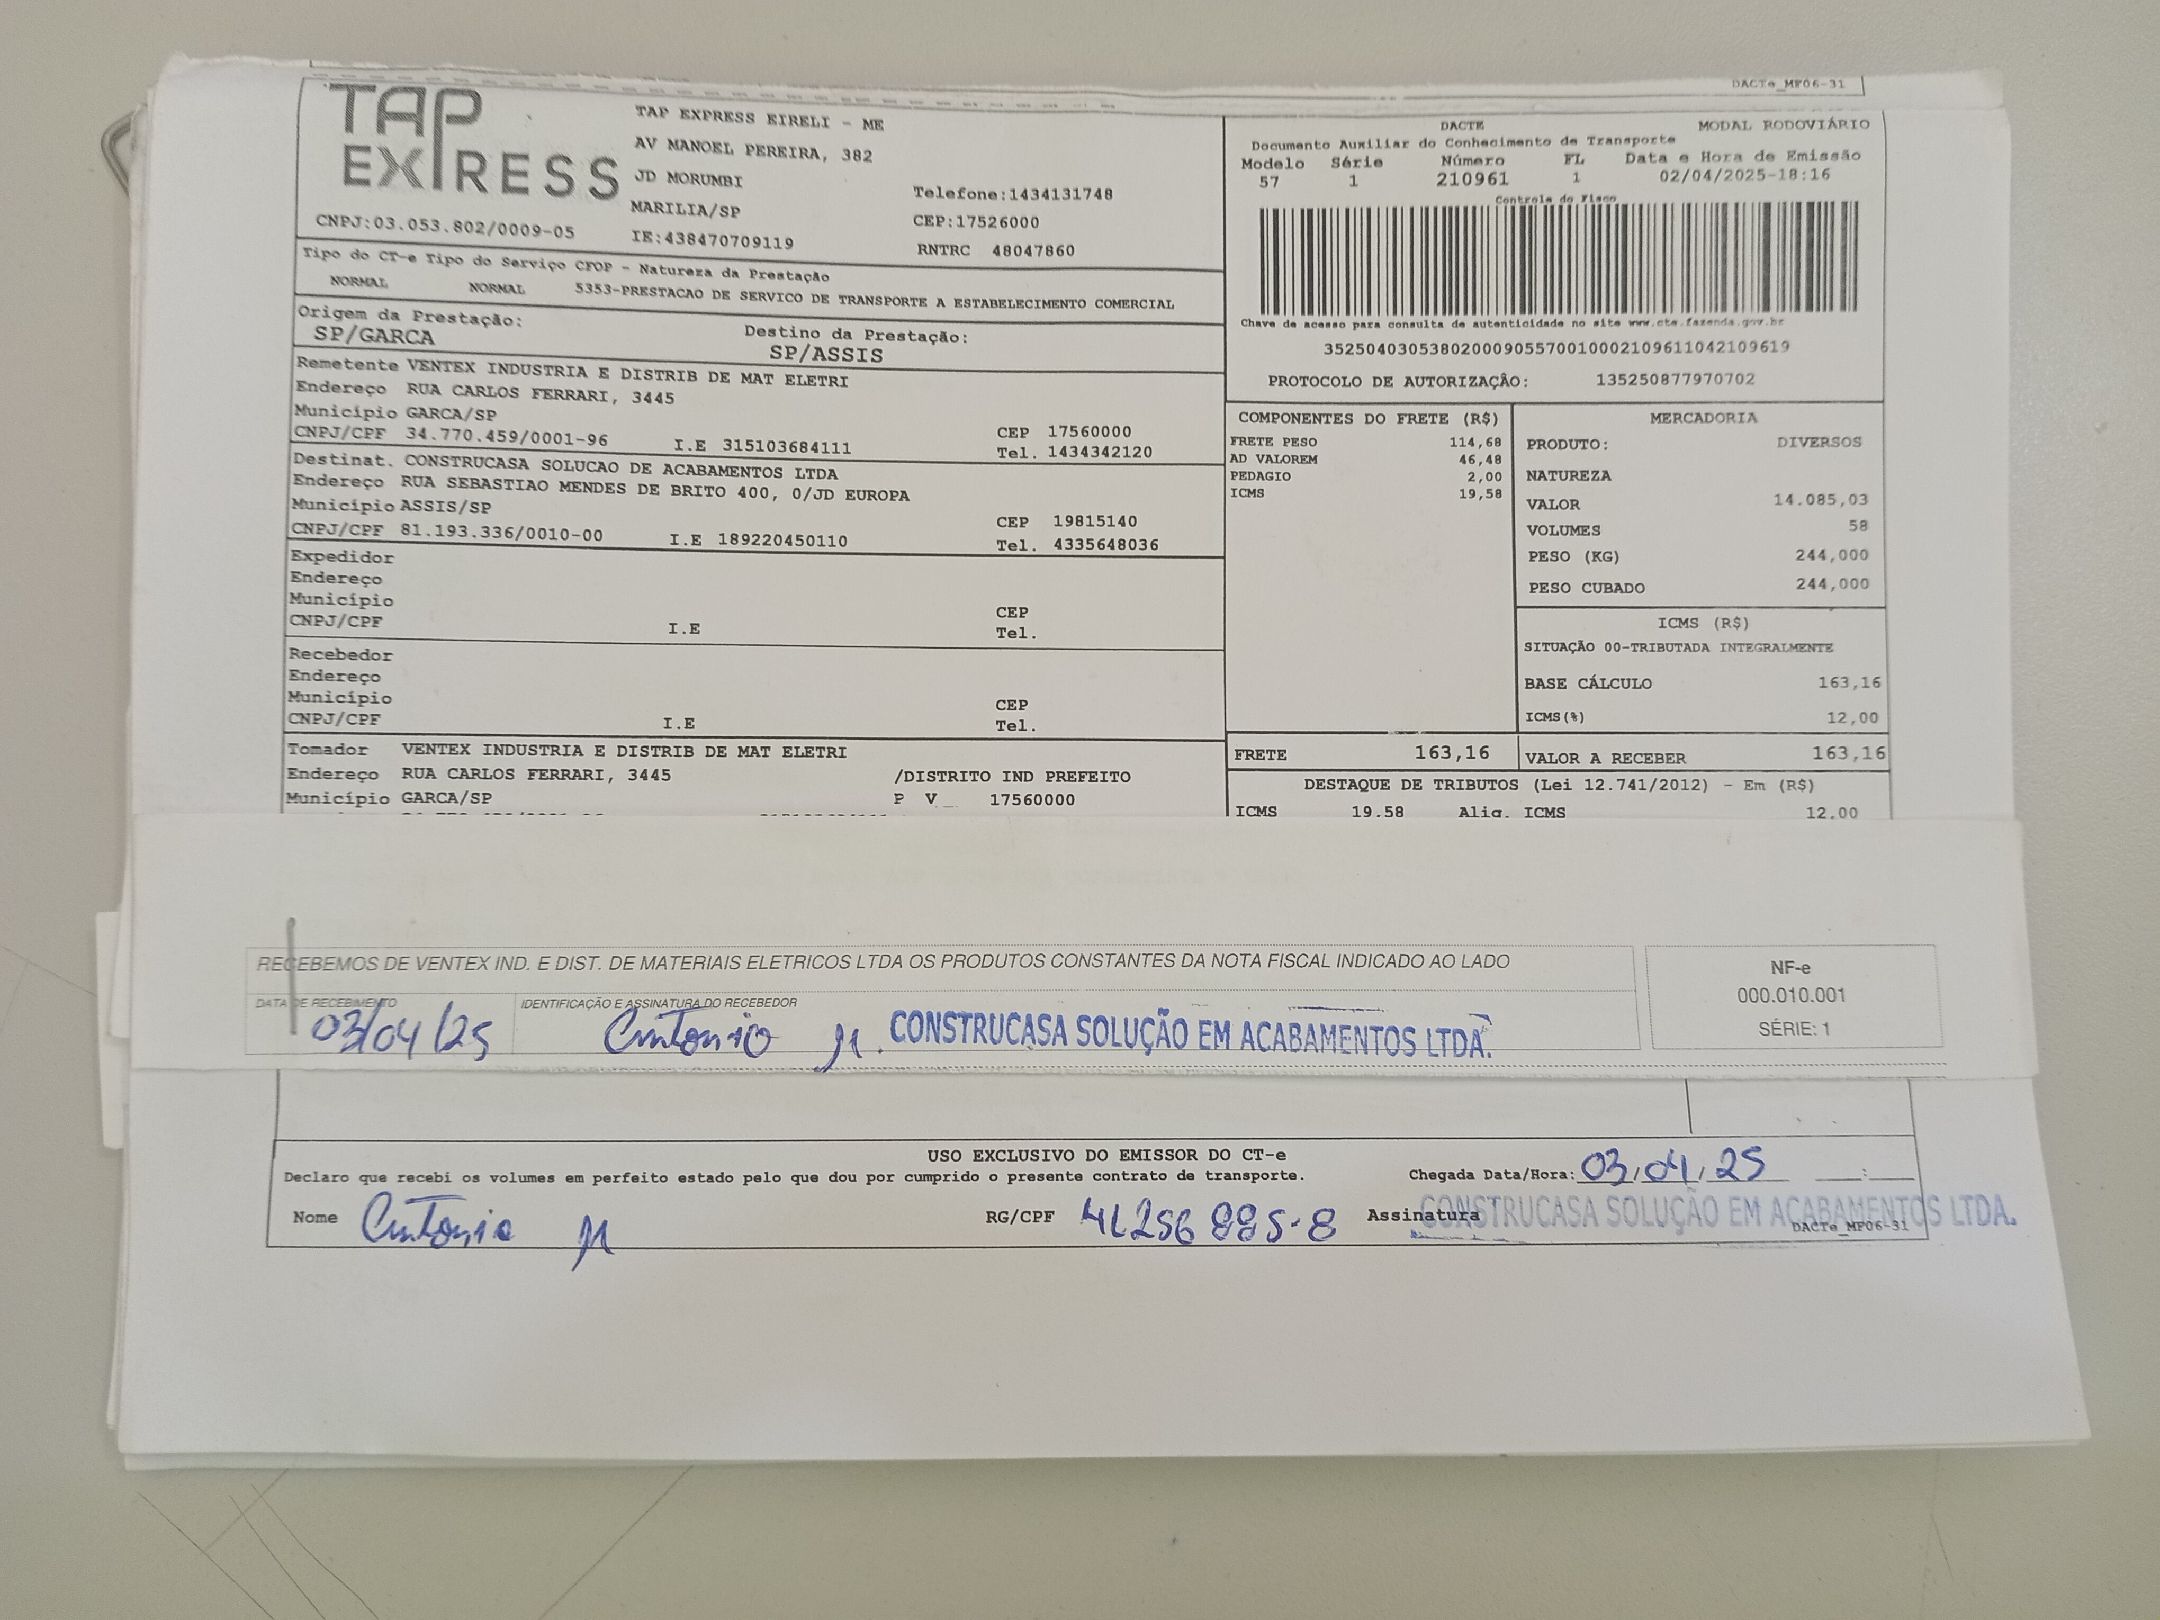 DACTe_MF06-31
TAP EXPRESS
TAP EXPRESS EIRELI - ME
AV MANOEL PEREIRA, 382
JD MORUMBI
MARILIA/SP
Telefone:1434131748
CEP:17526000
CNPJ:03.053.802/0009-05
IE:438470709119
RNTRC 48047860
DACTE MODAL RODOVIÁRIO
Documento Auxiliar do Conhecimento de Transporte
Modelo Série Número FL Data e Hora de Emissão
57 1 210961 1 02/04/2025-18:16
Controle do Fisco
Chave de acesso para consulta de autenticidade no site www.cte.fazenda.gov.br
35250403053802000905570010002109611042109619
PROTOCOLO DE AUTORIZAÇÃO: 135250877970702
Tipo do CT-e Tipo do Serviço CFOP - Natureza da Prestação
NORMAL NORMAL 5353-PRESTACAO DE SERVICO DE TRANSPORTE A ESTABELECIMENTO COMERCIAL
Origem da Prestação: Destino da Prestação:
SP/GARCA SP/ASSIS
Remetente VENTEX INDUSTRIA E DISTRIB DE MAT ELETRI
Endereço RUA CARLOS FERRARI, 3445
Município GARCA/SP CEP 17560000
CNPJ/CPF 34.770.459/0001-96 I.E 315103684111 Tel. 1434342120
Destinat. CONSTRUCASA SOLUCAO DE ACABAMENTOS LTDA
Endereço RUA SEBASTIAO MENDES DE BRITO 400, 0/JD EUROPA
Município ASSIS/SP CEP 19815140
CNPJ/CPF 81.193.336/0010-00 I.E 189220450110 Tel. 4335648036
Expedidor
Endereço
Município CEP
CNPJ/CPF I.E Tel.
Recebedor
Endereço
Município CEP
CNPJ/CPF I.E Tel.
Tomador VENTEX INDUSTRIA E DISTRIB DE MAT ELETRI
Endereço RUA CARLOS FERRARI, 3445 /DISTRITO IND PREFEITO
Município GARCA/SP P V 17560000
COMPONENTES DO FRETE (R$)
FRETE PESO 114,68
AD VALOREM 46,48
PEDAGIO 2,00
ICMS 19,58
MERCADORIA
PRODUTO: DIVERSOS
NATUREZA
VALOR 14.085,03
VOLUMES 58
PESO (KG) 244,000
PESO CUBADO 244,000
ICMS (R$)
SITUAÇÃO 00-TRIBUTADA INTEGRALMENTE
BASE CÁLCULO 163,16
ICMS(%) 12,00
FRETE 163,16 VALOR A RECEBER 163,16
DESTAQUE DE TRIBUTOS (Lei 12.741/2012) - Em (R$)
ICMS 19.58 Aliq. ICMS 12.00
RECEBEMOS DE VENTEX IND. E DIST. DE MATERIAIS ELETRICOS LTDA OS PRODUTOS CONSTANTES DA NOTA FISCAL INDICADO AO LADO
NF-e
000.010.001
SÉRIE: 1
DATA DE RECEBIMENTO IDENTIFICAÇÃO E ASSINATURA DO RECEBEDOR
03/04/25 Antonio M. CONSTRUCASA SOLUÇÃO EM ACABAMENTOS LTDA.
USO EXCLUSIVO DO EMISSOR DO CT-e
Declaro que recebi os volumes em perfeito estado pelo que dou por cumprido o presente contrato de transporte. Chegada Data/Hora: 03/04/25
Nome Antonio M RG/CPF 41256885-8 Assinatura CONSTRUCASA SOLUÇÃO EM ACABAMENTOS LTDA.
DACTe_MF06-31